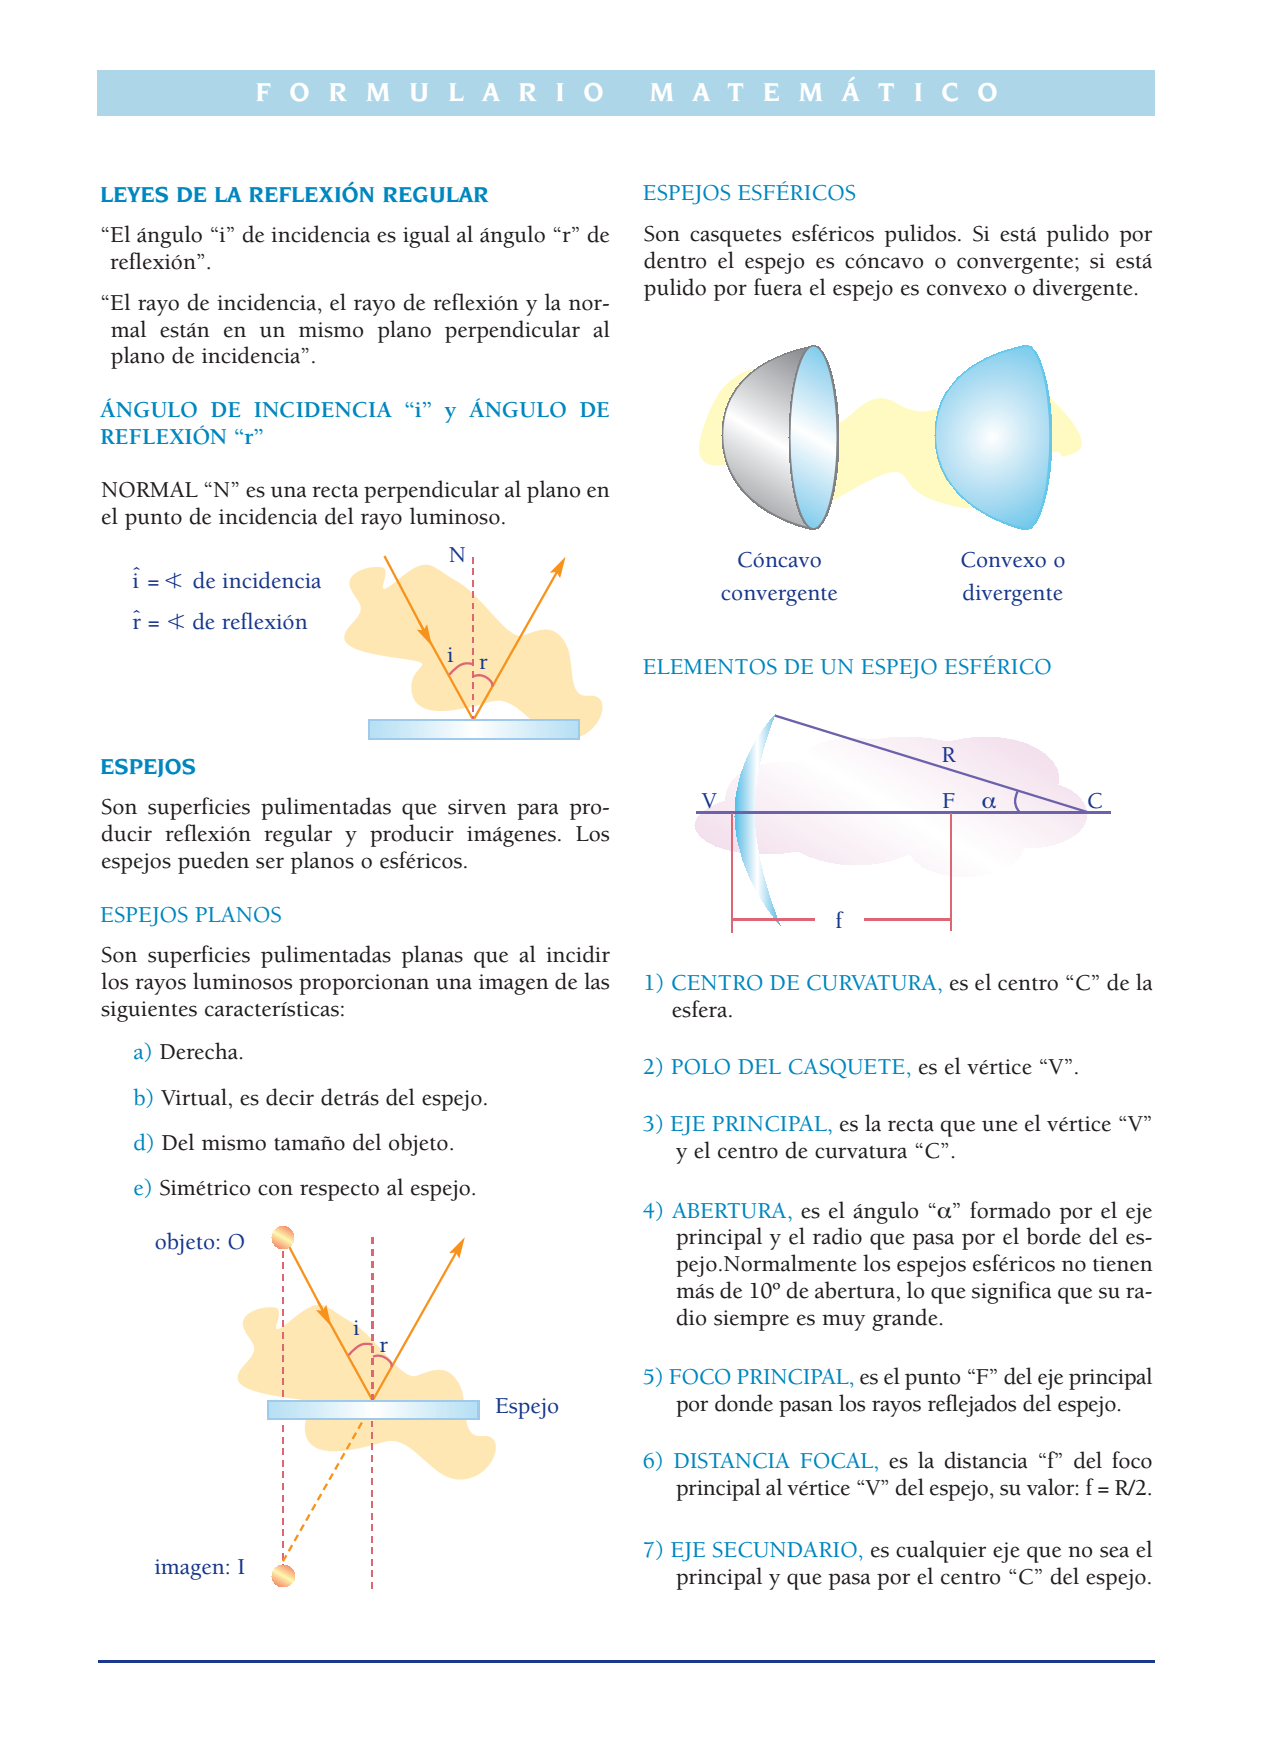 FORMULARIO MATEMÁTICO
LEYES DE LA REFLEXIÓN REGULAR
“El ángulo “i” de incidencia es igual al ángulo “r” de
reflexión”.
“El rayo de incidencia, el rayo de reflexión y la nor-
mal están en un mismo plano perpendicular al
plano de incidencia”.
ÁNGULO DE INCIDENCIA “i” y ÁNGULO DE
REFLEXIÓN “r”
NORMAL “N” es una recta perpendicular al plano en
el punto de incidencia del rayo luminoso.
î = ∢ de incidencia
r̂ = ∢ de reflexión
N
i
r
ESPEJOS
Son superficies pulimentadas que sirven para pro-
ducir reflexión regular y producir imágenes. Los
espejos pueden ser planos o esféricos.
ESPEJOS PLANOS
Son superficies pulimentadas planas que al incidir
los rayos luminosos proporcionan una imagen de las
siguientes características:
a) Derecha.
b) Virtual, es decir detrás del espejo.
d) Del mismo tamaño del objeto.
e) Simétrico con respecto al espejo.
objeto: O
i
r
Espejo
imagen: I
ESPEJOS ESFÉRICOS
Son casquetes esféricos pulidos. Si está pulido por
dentro el espejo es cóncavo o convergente; si está
pulido por fuera el espejo es convexo o divergente.
Cóncavo
convergente
Convexo o
divergente
ELEMENTOS DE UN ESPEJO ESFÉRICO
R
V
F
α
C
f
1) CENTRO DE CURVATURA, es el centro “C” de la
esfera.
2) POLO DEL CASQUETE, es el vértice “V”.
3) EJE PRINCIPAL, es la recta que une el vértice “V”
y el centro de curvatura “C”.
4) ABERTURA, es el ángulo “α” formado por el eje
principal y el radio que pasa por el borde del es-
pejo.Normalmente los espejos esféricos no tienen
más de 10º de abertura, lo que significa que su ra-
dio siempre es muy grande.
5) FOCO PRINCIPAL, es el punto “F” del eje principal
por donde pasan los rayos reflejados del espejo.
6) DISTANCIA FOCAL, es la distancia “f” del foco
principal al vértice “V” del espejo, su valor: f = R/2.
7) EJE SECUNDARIO, es cualquier eje que no sea el
principal y que pasa por el centro “C” del espejo.